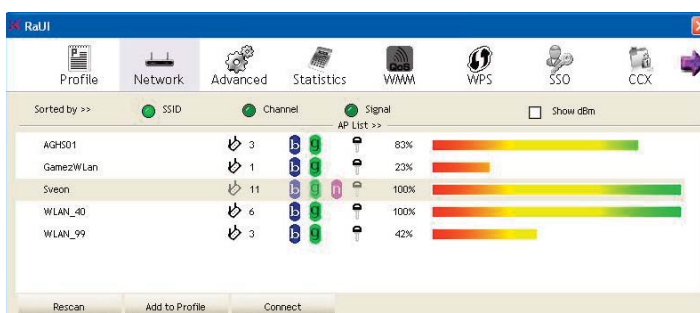 RaUI
Profile Network Advanced Statistics QoS WMM WPS SSO CCX
Sorted by >> SSID Channel Signal Show dBm
AP List >>
AGHS01 3 b g 83%
GamezWLan 1 b g 23%
Sveon 11 b g n 100%
WLAN_40 6 b g 100%
WLAN_99 3 b g 42%
Rescan Add to Profile Connect